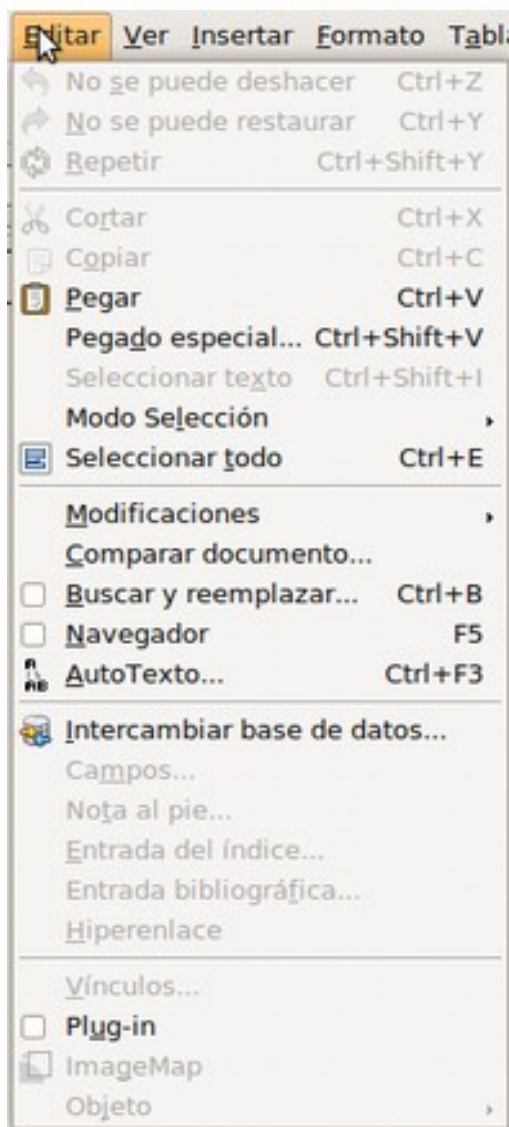 Editar Ver Insertar Formato Tabl
No se puede deshacer Ctrl+Z
No se puede restaurar Ctrl+Y
Repetir Ctrl+Shift+Y
Cortar Ctrl+X
Copiar Ctrl+C
Pegar Ctrl+V
Pegado especial... Ctrl+Shift+V
Seleccionar texto Ctrl+Shift+I
Modo Selección
Seleccionar todo Ctrl+E
Modificaciones
Comparar documento...
Buscar y reemplazar... Ctrl+B
Navegador F5
AutoTexto... Ctrl+F3
Intercambiar base de datos...
Campos...
Nota al pie...
Entrada del índice...
Entrada bibliográfica...
Hiperenlace
Vínculos...
Plug-in
ImageMap
Objeto